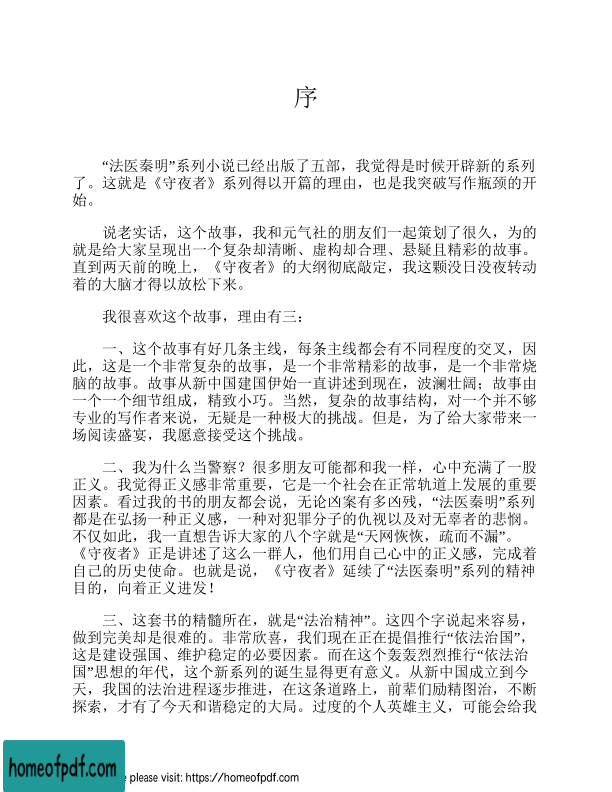 序
“法医秦明”系列小说已经出版了五部，我觉得是时候开辟新的系列
了。这就是《守夜者》系列得以开篇的理由，也是我突破写作瓶颈的开
始。
说老实话，这个故事，我和元气社的朋友们一起策划了很久，为的
就是给大家呈现出一个复杂却清晰、虚构却合理、悬疑且精彩的故事。
直到两天前的晚上，《守夜者》的大纲彻底敲定，我这颗没日没夜转动
着的大脑才得以放松下来。
我很喜欢这个故事，理由有三：
一、这个故事有好几条主线，每条主线都会有不同程度的交叉，因
此，这是一个非常复杂的故事，是一个非常精彩的故事，是一个非常烧
脑的故事。故事从新中国建国伊始一直讲述到现在，波澜壮阔；故事由
一个一个细节组成，精致小巧。当然，复杂的故事结构，对一个并不够
专业的写作者来说，无疑是一种极大的挑战。但是，为了给大家带来一
场阅读盛宴，我愿意接受这个挑战。
二、我为什么当警察？很多朋友可能都和我一样，心中充满了一股
正义。我觉得正义感非常重要，它是一个社会在正常轨道上发展的重要
因素。看过我的书的朋友都会说，无论凶案有多凶残，“法医秦明”系列
都是在弘扬一种正义感，一种对犯罪分子的仇视以及对无辜者的悲悯。
不仅如此，我一直想告诉大家的八个字就是“天网恢恢，疏而不漏”。
《守夜者》正是讲述了这么一群人，他们用自己心中的正义感，完成着
自己的历史使命。也就是说，《守夜者》延续了“法医秦明”系列的精神
目的，向着正义进发！
三、这套书的精髓所在，就是“法治精神”。这四个字说起来容易，
做到完美却是很难的。非常欣喜，我们现在正在提倡推行“依法治国”，
这是建设强国、维护稳定的必要因素。而在这个轰轰烈烈推行“依法治
国”思想的年代，这个新系列的诞生显得更有意义。从新中国成立到今
天，我国的法治进程逐步推进，在这条道路上，前辈们励精图治，不断
探索，才有了今天和谐稳定的大局。过度的个人英雄主义，可能会给我
homeofpdf.com
please visit: https://homeofpdf.com